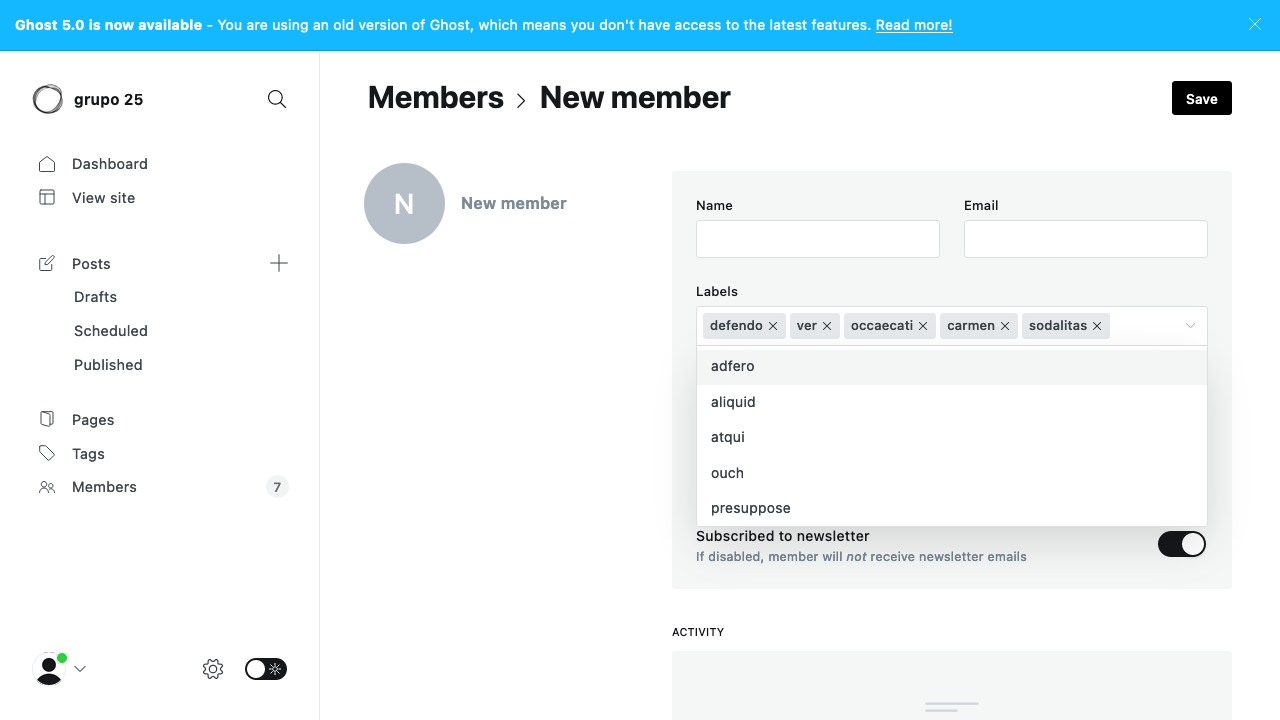 Ghost 5.0 is now available - You are using an old version of Ghost, which means you don't have access to the latest features. Read more!
grupo 25
Dashboard
View site
Posts
Drafts
Scheduled
Published
Pages
Tags
Members 7
Members > New member
Save
N New member
Name Email
Labels
defendo ver occaecati carmen sodalitas
adfero
aliquid
atqui
ouch
presuppose
Subscribed to newsletter
If disabled, member will not receive newsletter emails
ACTIVITY